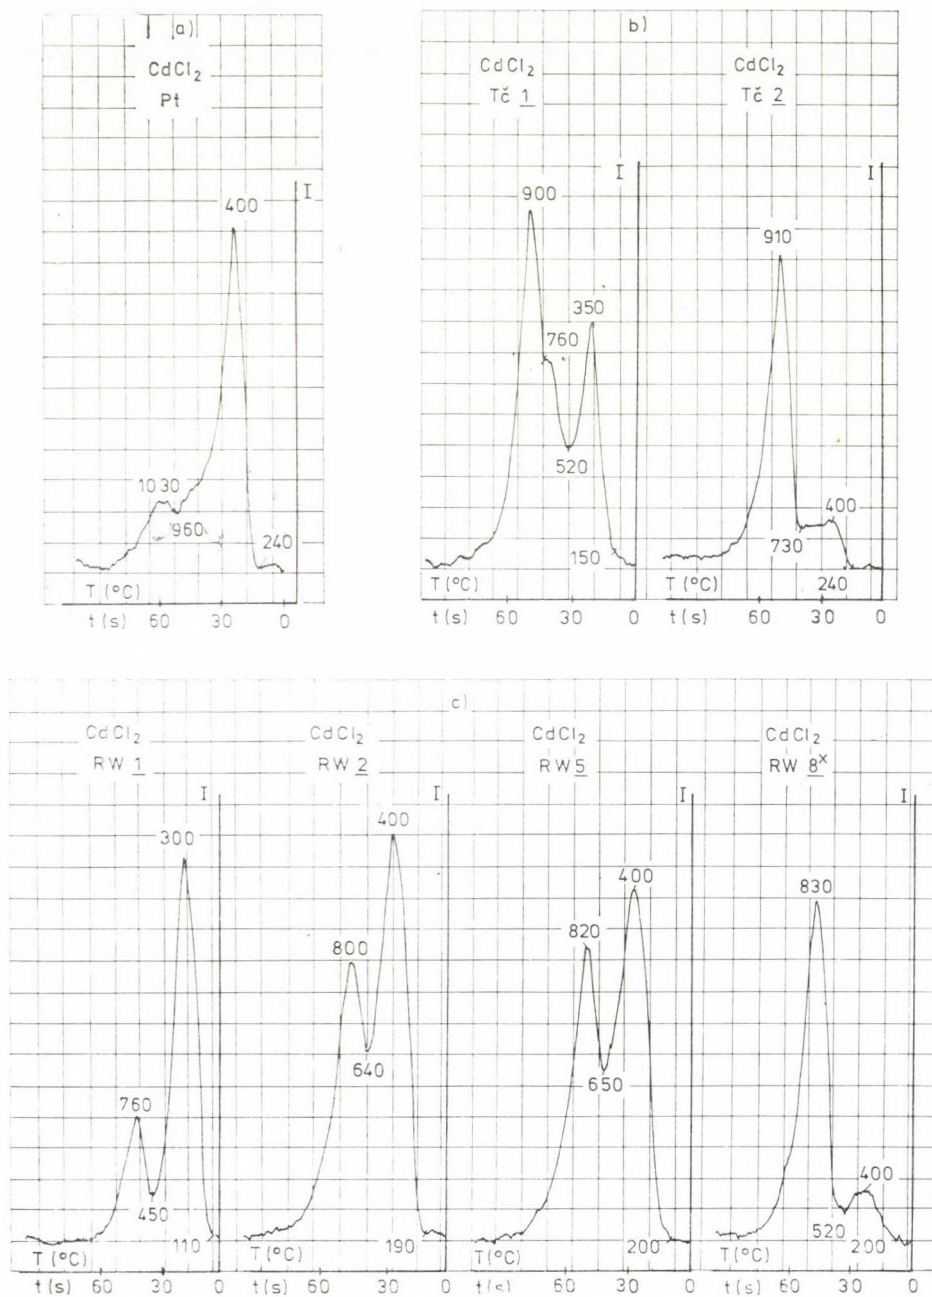 a)
CdCl₂
Pt
I
400
1030
960
240
T (°C)
t (s) 60 30 0
b)
CdCl₂
Tč 1
I
900
350
760
520
150
T (°C)
t (s) 60 30 0
CdCl₂
Tč 2
I
910
400
730
240
T (°C)
t (s) 60 30 0
c)
CdCl₂
RW 1
I
300
760
450
110
T (°C)
t (s) 60 30 0
CdCl₂
RW 2
I
400
800
640
190
T (°C)
t (s) 60 30 0
CdCl₂
RW 5
I
400
820
650
200
T (°C)
t (s) 60 30 0
CdCl₂
RW 8ˣ
I
830
400
520
200
T (°C)
t (s) 60 30 0